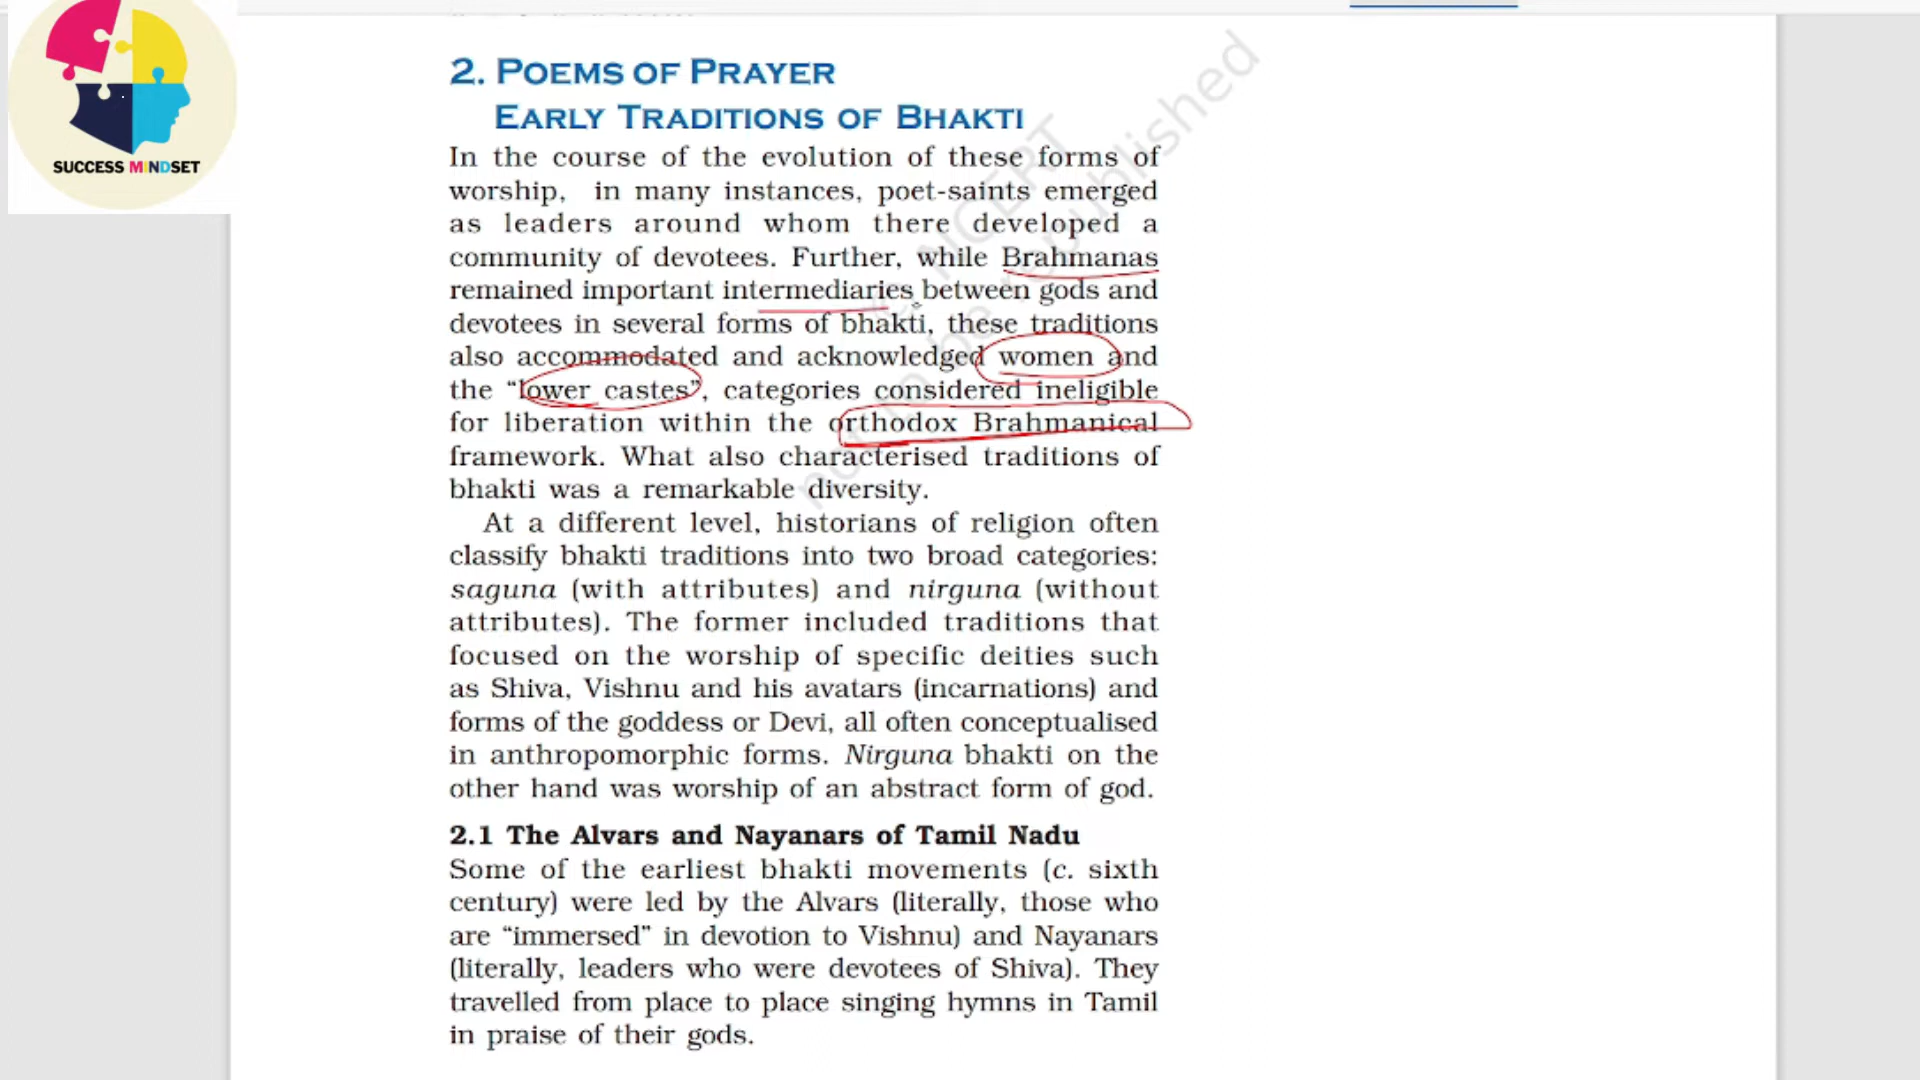 SUCCESS MINDSET
2. POEMS OF PRAYER
EARLY TRADITIONS OF BHAKTI
In the course of the evolution of these forms of
worship, in many instances, poet-saints emerged
as leaders around whom there developed a
community of devotees. Further, while Brahmanas
remained important intermediaries between gods and
devotees in several forms of bhakti, these traditions
also accommodated and acknowledged women and
the “lower castes”, categories considered ineligible
for liberation within the orthodox Brahmanical
framework. What also characterised traditions of
bhakti was a remarkable diversity.
At a different level, historians of religion often
classify bhakti traditions into two broad categories:
saguna (with attributes) and nirguna (without
attributes). The former included traditions that
focused on the worship of specific deities such
as Shiva, Vishnu and his avatars (incarnations) and
forms of the goddess or Devi, all often conceptualised
in anthropomorphic forms. Nirguna bhakti on the
other hand was worship of an abstract form of god.
2.1 The Alvars and Nayanars of Tamil Nadu
Some of the earliest bhakti movements (c. sixth
century) were led by the Alvars (literally, those who
are “immersed” in devotion to Vishnu) and Nayanars
(literally, leaders who were devotees of Shiva). They
travelled from place to place singing hymns in Tamil
in praise of their gods.
NCERT
not to be republished